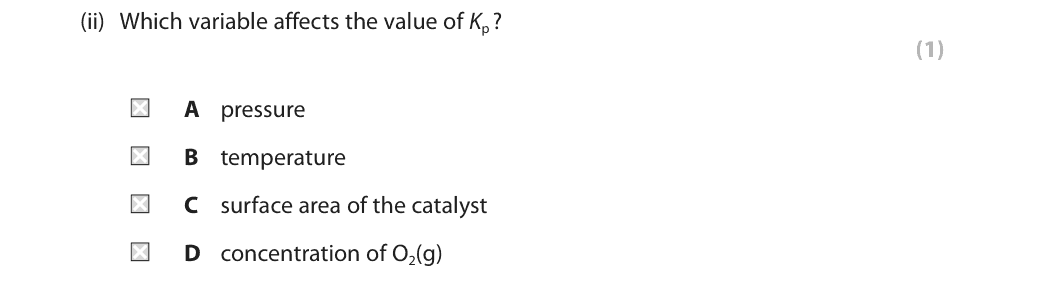 (ii) Which variable affects the value of Kₚ?
(1)
A pressure
B temperature
C surface area of the catalyst
D concentration of O₂(g)